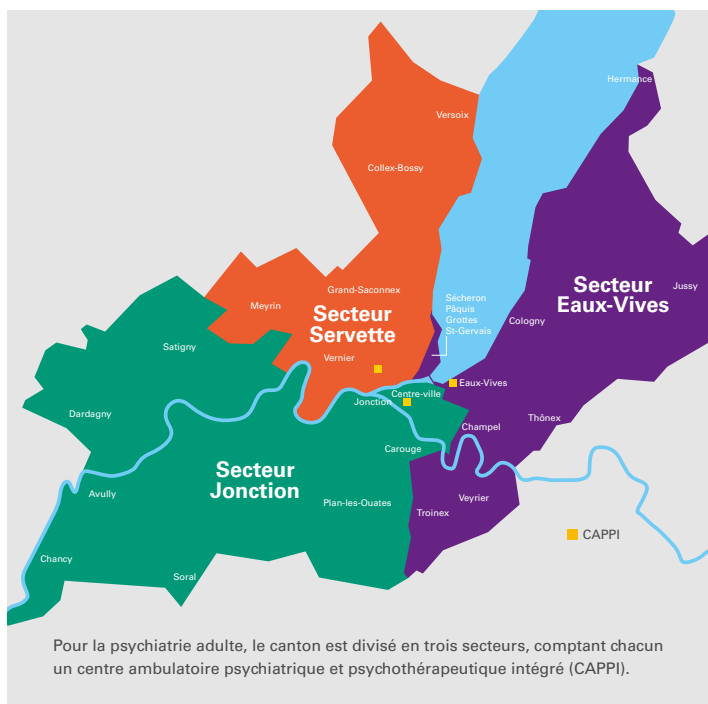 Hermance
Versoix
Collex-Bossy
Secteur
Eaux-Vives
Jussy
Grand-Saconnex
Meyrin
Sécheron
Pâquis
Grottes
St-Gervais
Secteur
Servette
Cologny
Satigny
Vernier
Eaux-Vives
Centre-ville
Jonction
Dardagny
Thônex
Champel
Carouge
Secteur
Jonction
Avully
Plan-les-Ouates
Veyrier
Troinex
CAPPI
Chancy
Soral
Pour la psychiatrie adulte, le canton est divisé en trois secteurs, comptant chacun
un centre ambulatoire psychiatrique et psychothérapeutique intégré (CAPPI).